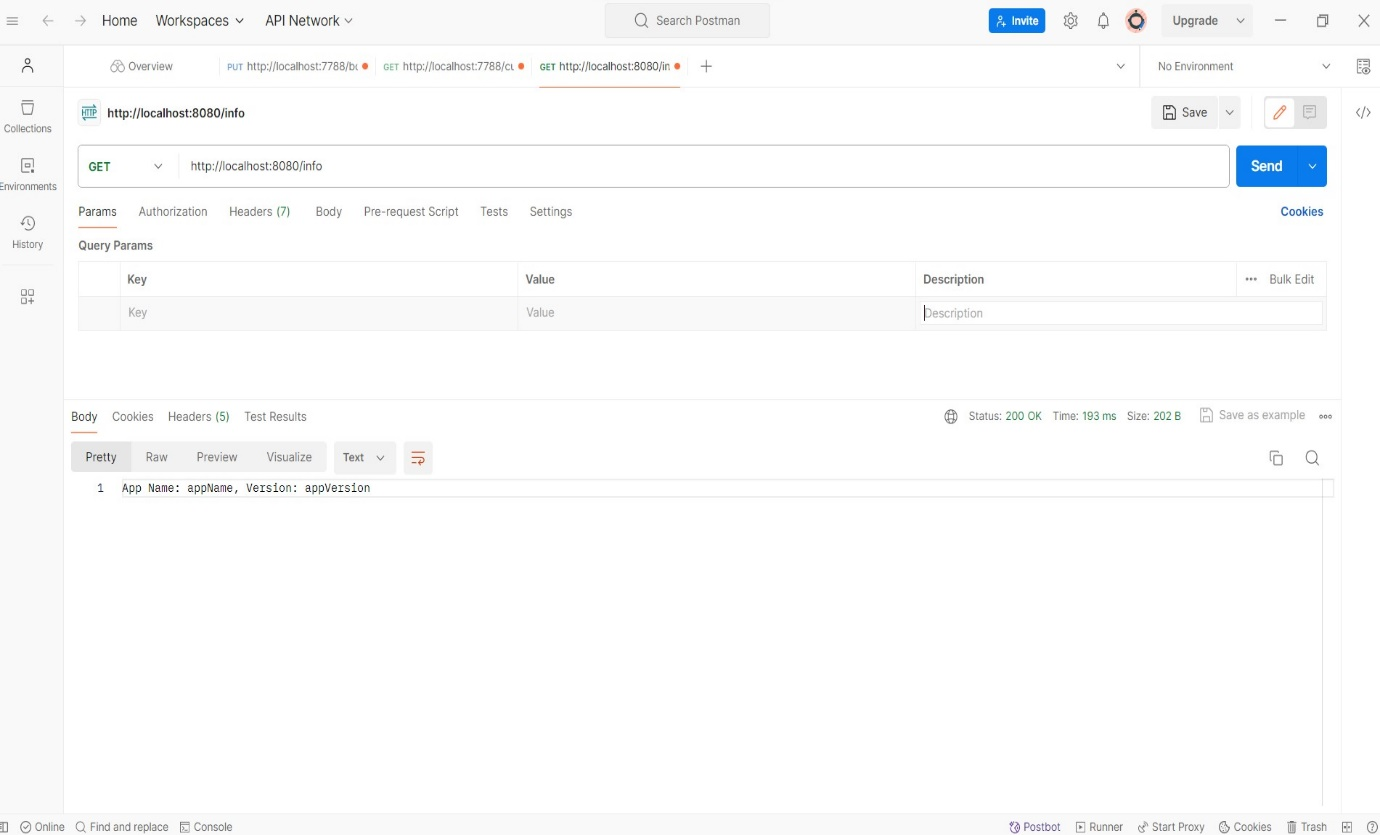 Home Workspaces API Network Search Postman Invite Upgrade
Overview PUT http://localhost:7788/b GET http://localhost:7788/cu GET http://localhost:8080/in No Environment
HTTP http://localhost:8080/info Save
GET http://localhost:8080/info Send
Params Authorization Headers (7) Body Pre-request Script Tests Settings Cookies
Query Params
Key Value Description Bulk Edit
Key Value Description
Collections
Environments
History
Body Cookies Headers (5) Test Results Status: 200 OK Time: 193 ms Size: 202 B Save as example
Pretty Raw Preview Visualize Text
1 App Name: appName, Version: appVersion
Online Find and replace Console Postbot Runner Start Proxy Cookies Trash